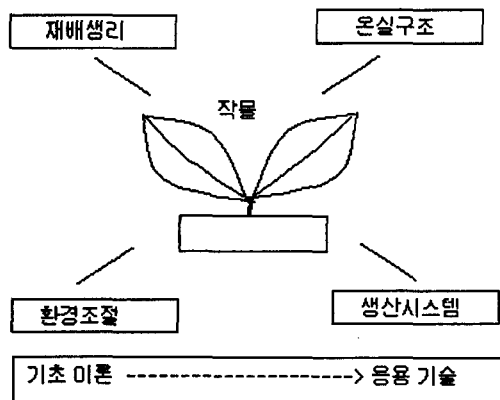 재배생리
온실구조
작물
환경조절
생산시스템
기초 이론 ------------------------> 응용 기술